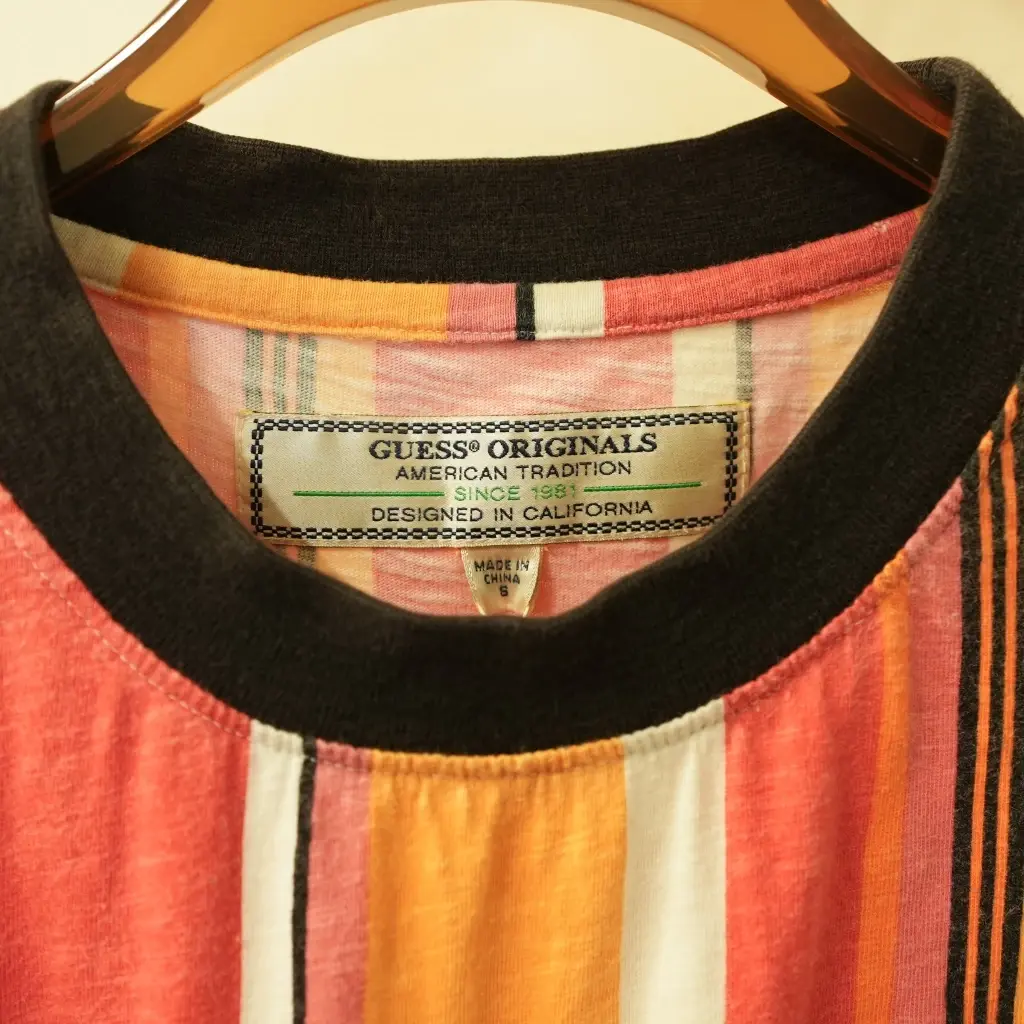 GUESS® ORIGINALS
AMERICAN TRADITION
SINCE 1981
DESIGNED IN CALIFORNIA
MADE IN
CHINA